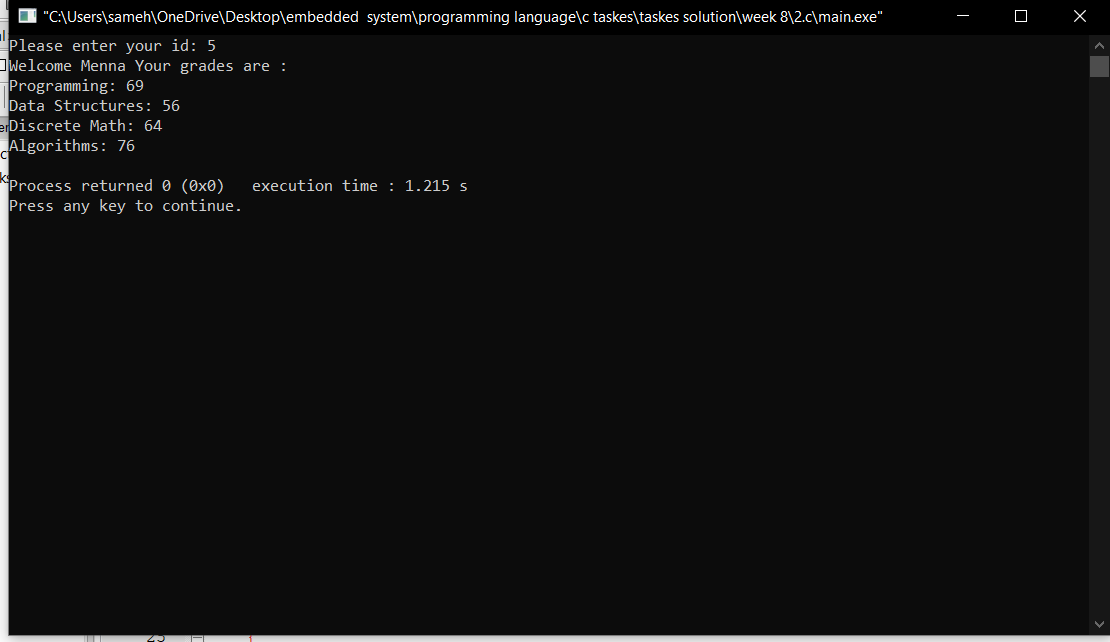 "C:\Users\sameh\OneDrive\Desktop\embedded  system\programming language\c taskes\taskes solution\week 8\2.c\main.exe"
Please enter your id: 5
Welcome Menna Your grades are :
Programming: 69
Data Structures: 56
Discrete Math: 64
Algorithms: 76
Process returned 0 (0x0)   execution time : 1.215 s
Press any key to continue.
25